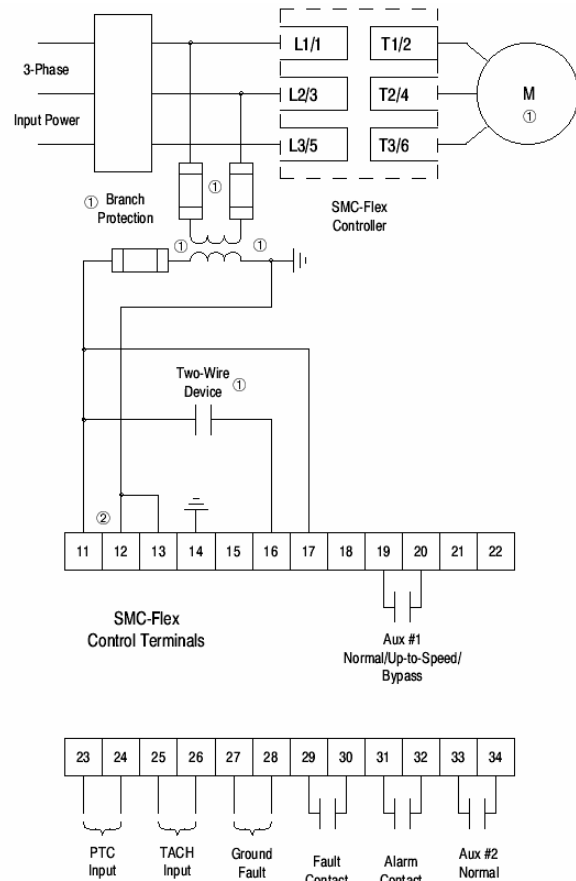 L1/1 T1/2
3-Phase
L2/3 T2/4 M
①
Input Power
L3/5 T3/6
① Branch
Protection
①
SMC-Flex
Controller
① ①
Two-Wire
Device ①
②
11 12 13 14 15 16 17 18 19 20 21 22
SMC-Flex
Control Terminals
Aux #1
Normal/Up-to-Speed/
Bypass
23 24 25 26 27 28 29 30 31 32 33 34
PTC
Input
TACH
Input
Ground
Fault
Fault
Contact
Alarm
Contact
Aux #2
Normal